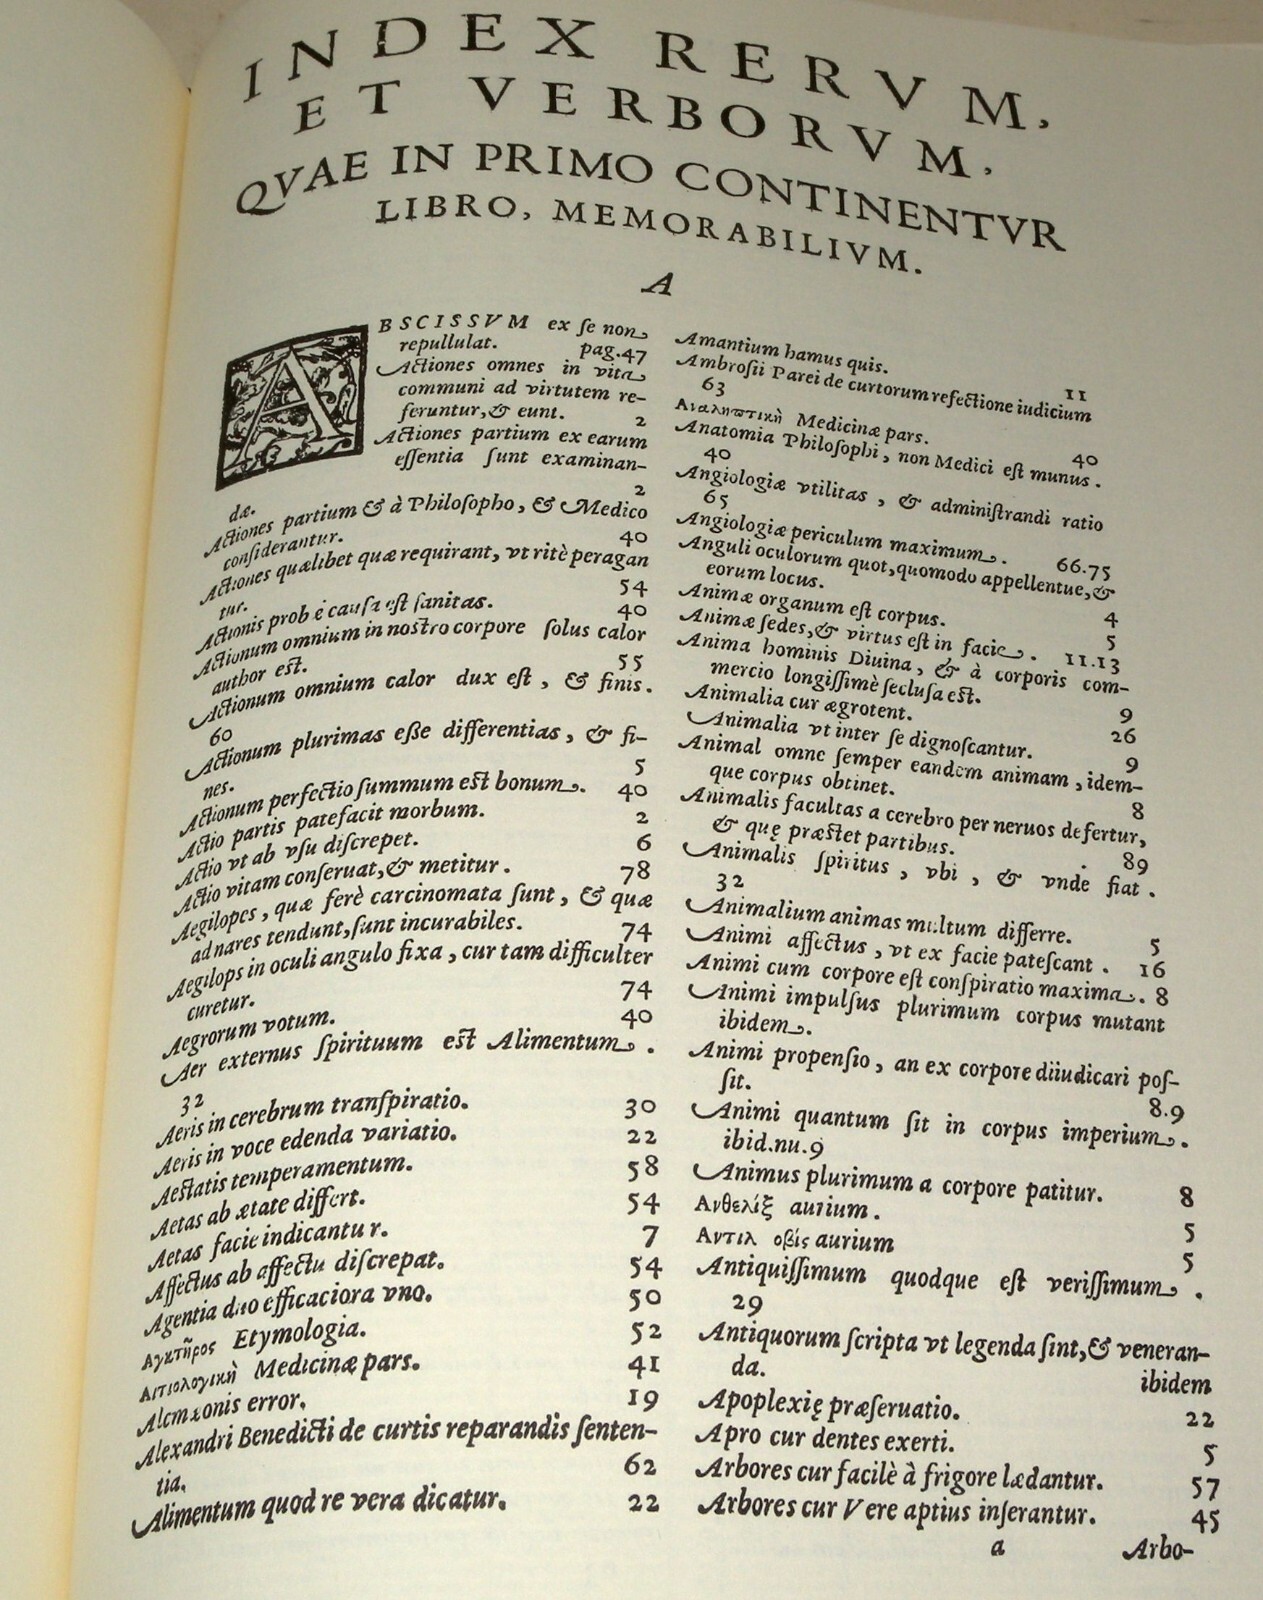 INDEX RERVM,
ET VERBORVM,
QVAE IN PRIMO CONTINENTVR
LIBRO, MEMORABILIVM.
A
ABSCISSVM ex ſe non
repullulat. pag.47
Actiones omnes in vita
communi ad virtutem re-
feruntur, & eunt. 2
Actiones partium ex earum
eſſentia ſunt examinan-
dæ. 2
Actiones partium & à Philoſopho, & Medico
conſiderantur. 40
Actiones quælibet quæ requirant, vt ritè peragan
tur. 54
Actionis prob è cauſa eſt ſanitas. 40
Actionum omnium in noſtro corpore ſolus calor
author est. 55
Actionum omnium calor dux eſt, & finis.
60
Actionum plurimas eſſe differentias, & fi-
nes. 5
Actionum perfectio ſummum est bonum. 40
Actio partis patefacit morbum. 2
Actio vt ab vſu diſcrepet. 6
Actio vitam conſeruat, & metitur. 78
Aegilopes, quæ ferè carcinomata ſunt, & quæ
ad nares tendunt, ſunt incurabiles. 74
Aegilops in oculi angulo fixa, cur tam difficulter
curetur. 74
Aegrorum votum. 40
Aer externus ſpirituum est Alimentum.
32
Aeris in cerebrum tranſpiratio. 30
Aeris in voce edenda variatio. 22
Aeſtatis temperamentum. 58
Aetas ab ætate differt. 54
Aetas facie indicantur. 7
Affectus ab affectu diſcrepat. 54
Agentia duo efficaciora vno. 50
Αγκτῆρος Etymologia. 52
Αιτιολογικὴ Medicinæ pars. 41
Alcmæonis error. 19
Alexandri Benedicti de curtis reparandis ſenten-
tia. 62
Alimentum quod re vera dicatur. 22
Amantium hamus quis. 11
Ambroſii Parei de curtorum refectione iudicium
63
Αναληπτικὴ Medicinæ pars. 40
Anatomia Philoſophi, non Medici eſt munus.
40
Angiologiæ vtilitas, & adminiſtrandi ratio
65
Angiologiæ periculum maximum. 66.75
Anguli oculorum quot, quomodo appellentue, &
eorum locus. 4
Animæ organum eſt corpus. 5
Animæ ſedes, & virtus eſt in facie. 11.13
Anima hominis Diuina, & à corporis com-
mercio longiſſimè ſecluſa est. 9
Animalia cur ægrotent. 26
Animalia vt inter ſe dignoſcantur. 9
Animal omne ſemper eandem animam, idem-
que corpus obtinet. 8
Animalis facultas a cerebro per neruos defertur,
& quę præſtet partibus. 89
Animalis ſpiritus, vbi, & vnde fiat.
32
Animalium animas multum differre. 5
Animi affectus, vt ex facie pateſcant. 16
Animi cum corpore eſt conſpiratio maxima. 8
Animi impulſus plurimum corpus mutant
ibidem.
Animi propenſio, an ex corpore diiudicari poſ-
ſit. 8.9
Animi quantum ſit in corpus imperium.
ibid.nu.9
Animus plurimum a corpore patitur. 8
Ανθελίξ aurium. 5
Αντιλ οβίς aurium 5
Antiquiſſimum quodque eſt veriſſimum.
29
Antiquorum ſcripta vt legenda ſint, & veneran-
da. ibidem
Apoplexię præſeruatio. 22
Apro cur dentes exerti. 5
Arbores cur facilè à frigore lædantur. 57
Arbores cur Vere aptius inſerantur. 45
a Arbo-